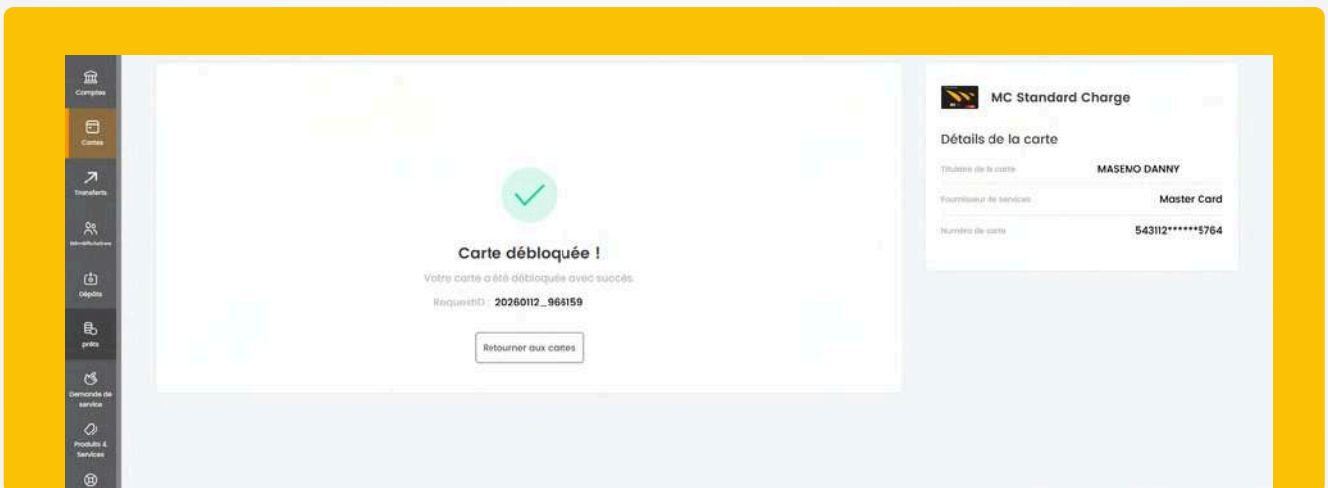 Comptes
Cartes
Transferts
Bénéficiaires
Dépôts
prêts
Demande de
service
Produits &
Services
Carte débloquée !
Votre carte a été débloquée avec succès.
RequestID : 20260112_966159
Retourner aux cartes
MC Standard Charge
Détails de la carte
Titulaire de la carte MASENO DANNY
Fournisseur de services Master Card
Numéro de carte 543112******5764